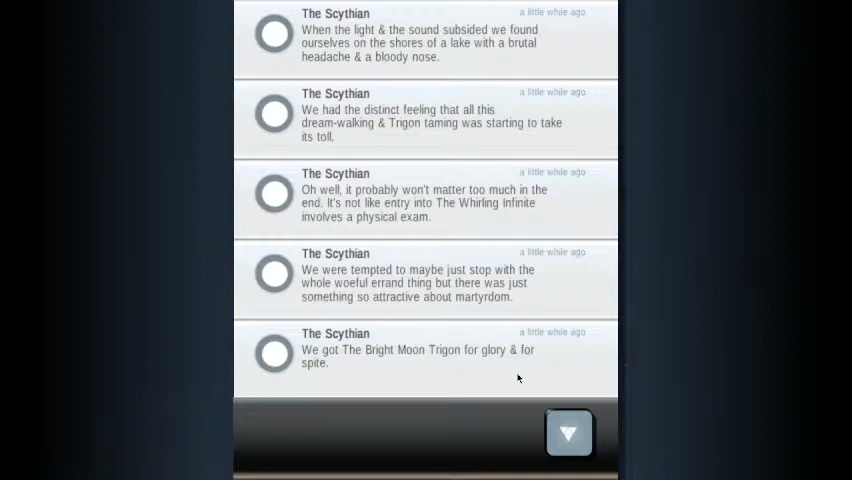 The Scythian
a little while ago
When the light & the sound subsided we found
ourselves on the shores of a lake with a brutal
headache & a bloody nose.
The Scythian
a little while ago
We had the distinct feeling that all this
dream-walking & Trigon taming was starting to take
its toll.
The Scythian
a little while ago
Oh well, it probably won't matter too much in the
end. It's not like entry into The Whirling Infinite
involves a physical exam.
The Scythian
a little while ago
We were tempted to maybe just stop with the
whole woeful errand thing but there was just
something so attractive about martyrdom.
The Scythian
a little while ago
We got The Bright Moon Trigon for glory & for
spite.